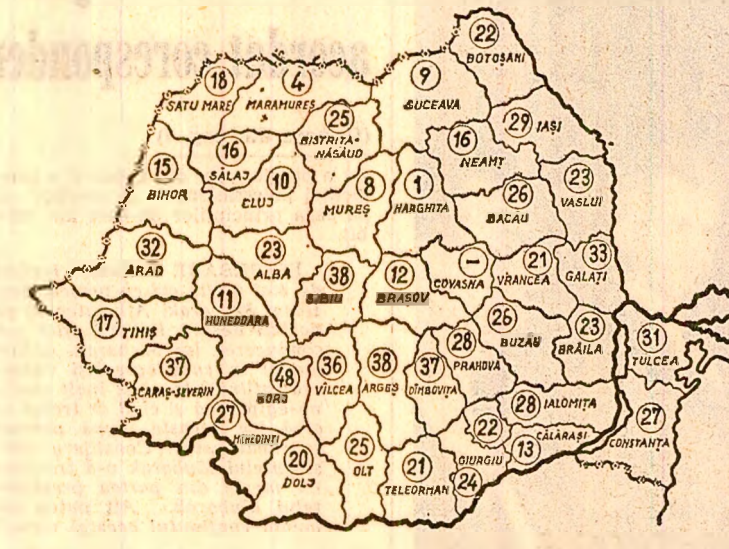 22
BOTOȘANI
9
SUCEAVA
18
SATU MARE
4
MARAMUREȘ
25
BISTRIȚA-
NĂSĂUD
29 IAȘI
16
NEAMȚ
16
SĂLAJ
15
BIHOR
10
CLUJ
8
MUREȘ
1
HARGHITA
26
BACĂU
23
VASLUI
32
ARAD
23
ALBA
38
SIBIU
12
BRAȘOV
–
COVASNA
21
VRANCEA
33
GALAȚI
11
HUNEDOARA
17 TIMIȘ
26
BUZĂU
23
BRĂILA
31
TULCEA
28
PRAHOVA
37
CARAȘ-SEVERIN
48
GORJ
36
VÎLCEA
38
ARGEȘ
37
DÎMBOVIȚA
28 IALOMIȚA
27
MEHEDINȚI
22
CĂLĂRAȘI
13
27
CONSTANȚA
20
DOLJ
25
OLT
21
TELEORMAN
GIURGIU
24